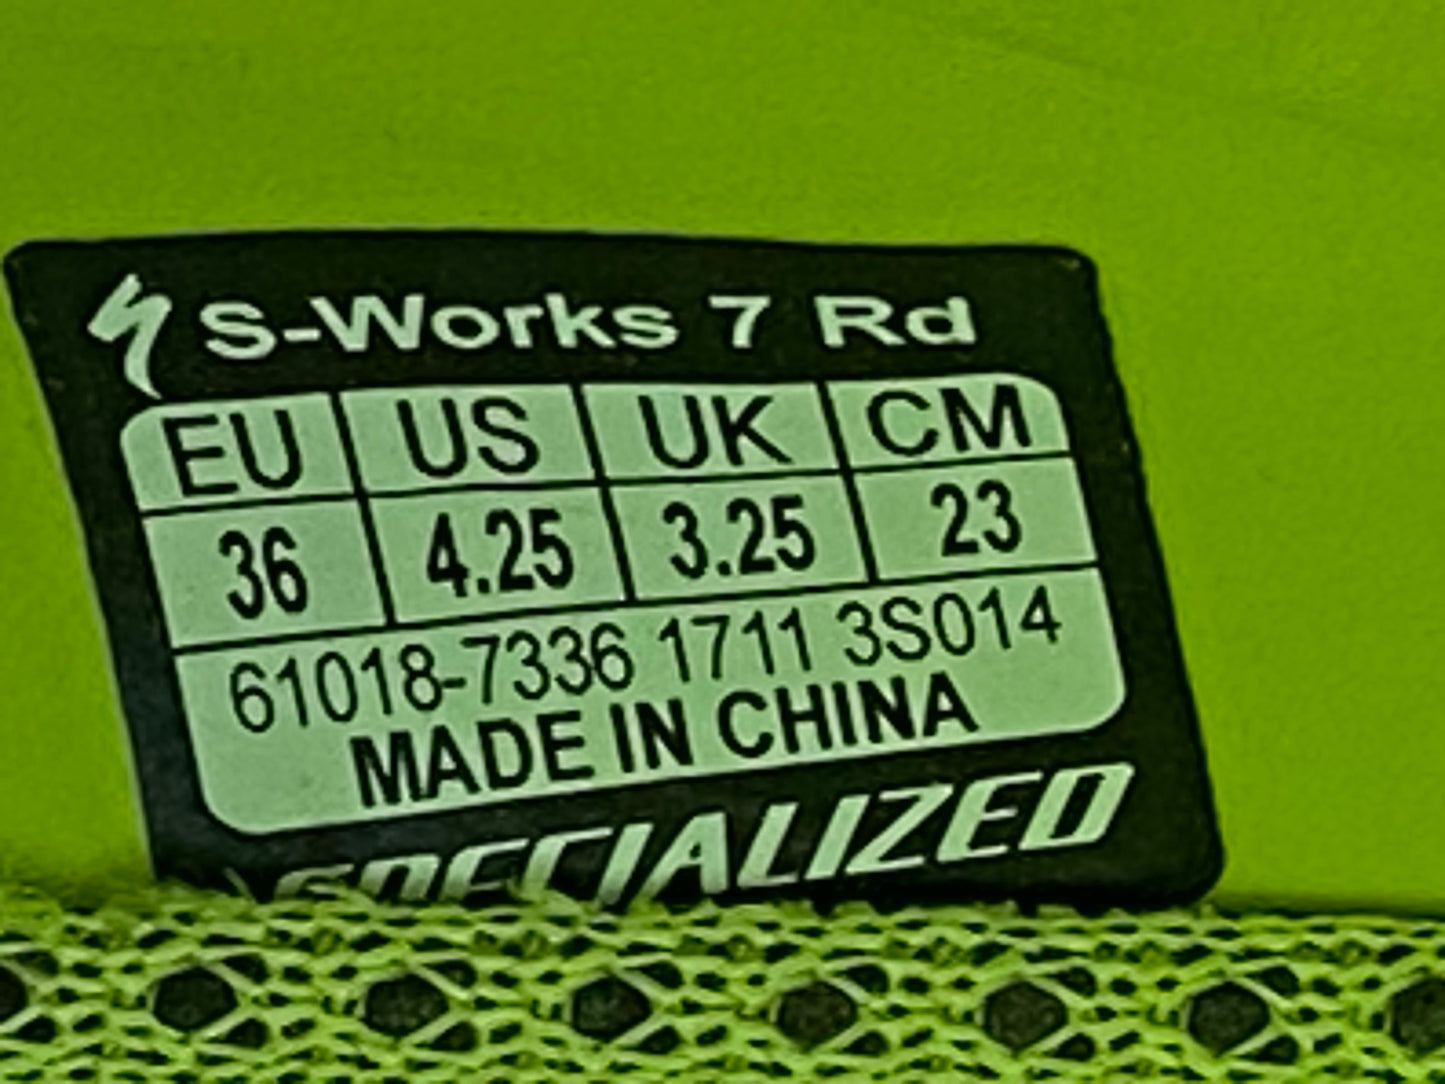 S-Works 7 Rd
EU US UK CM
36 4.25 3.25 23
61018-7336 1711 3S014
MADE IN CHINA
SPECIALIZED